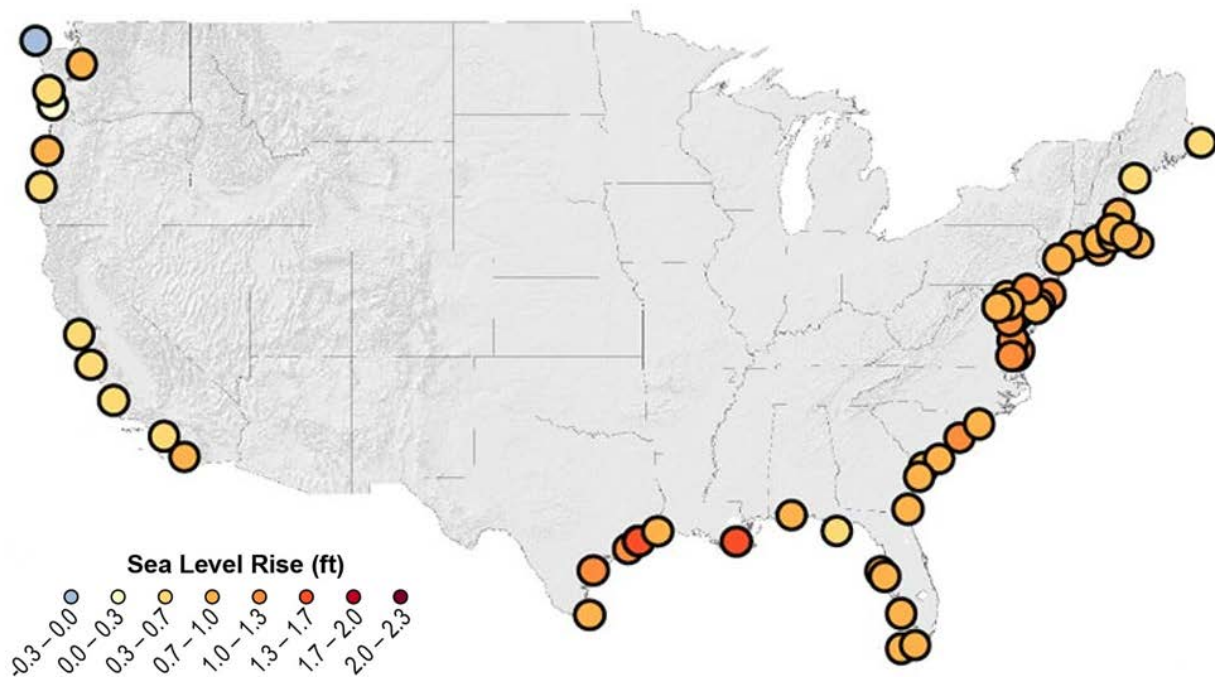 Sea Level Rise (ft)
-0.3 – 0.0
0.0 – 0.3
0.3 – 0.7
0.7 – 1.0
1.0 – 1.3
1.3 – 1.7
1.7 – 2.0
2.0 – 2.3